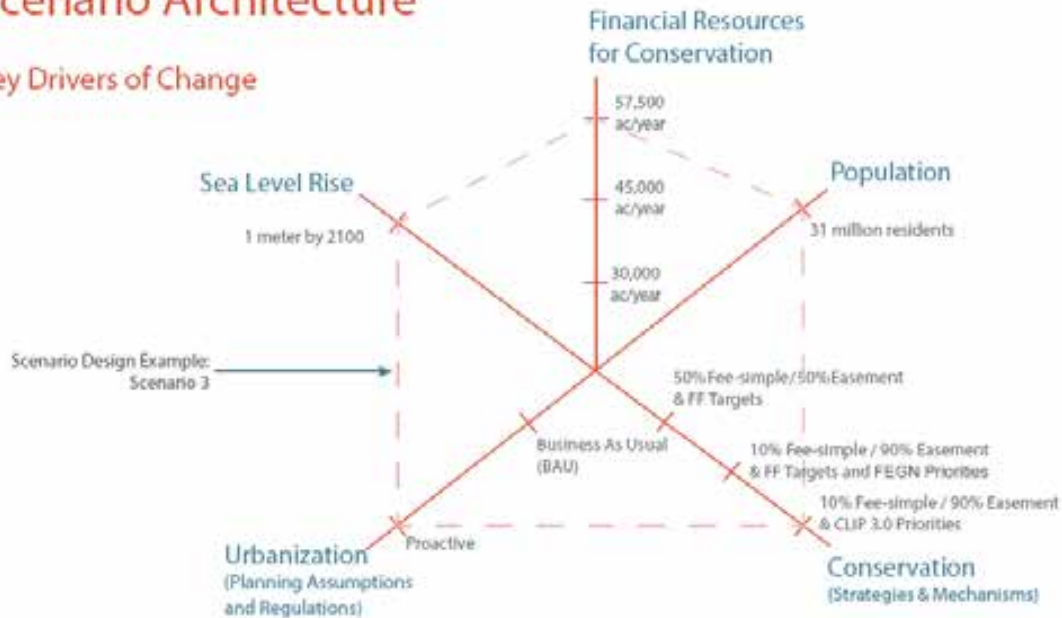 cenario Architecture
ey Drivers of Change
Financial Resources
for Conservation
57,500
ac/year
Sea Level Rise
Population
45,000
ac/year
1 meter by 2100
31 million residents
30,000
ac/year
Scenario Design Example:
Scenario 3
50% Fee-simple/50% Easement
& FF Targets
Business As Usual
(BAU)
10% Fee-simple / 90% Easement
& FF Targets and FEGN Priorities
10% Fee-simple / 90% Easement
& CLIP 3.0 Priorities
Proactive
Urbanization
(Planning Assumptions
and Regulations)
Conservation
(Strategies & Mechanisms)